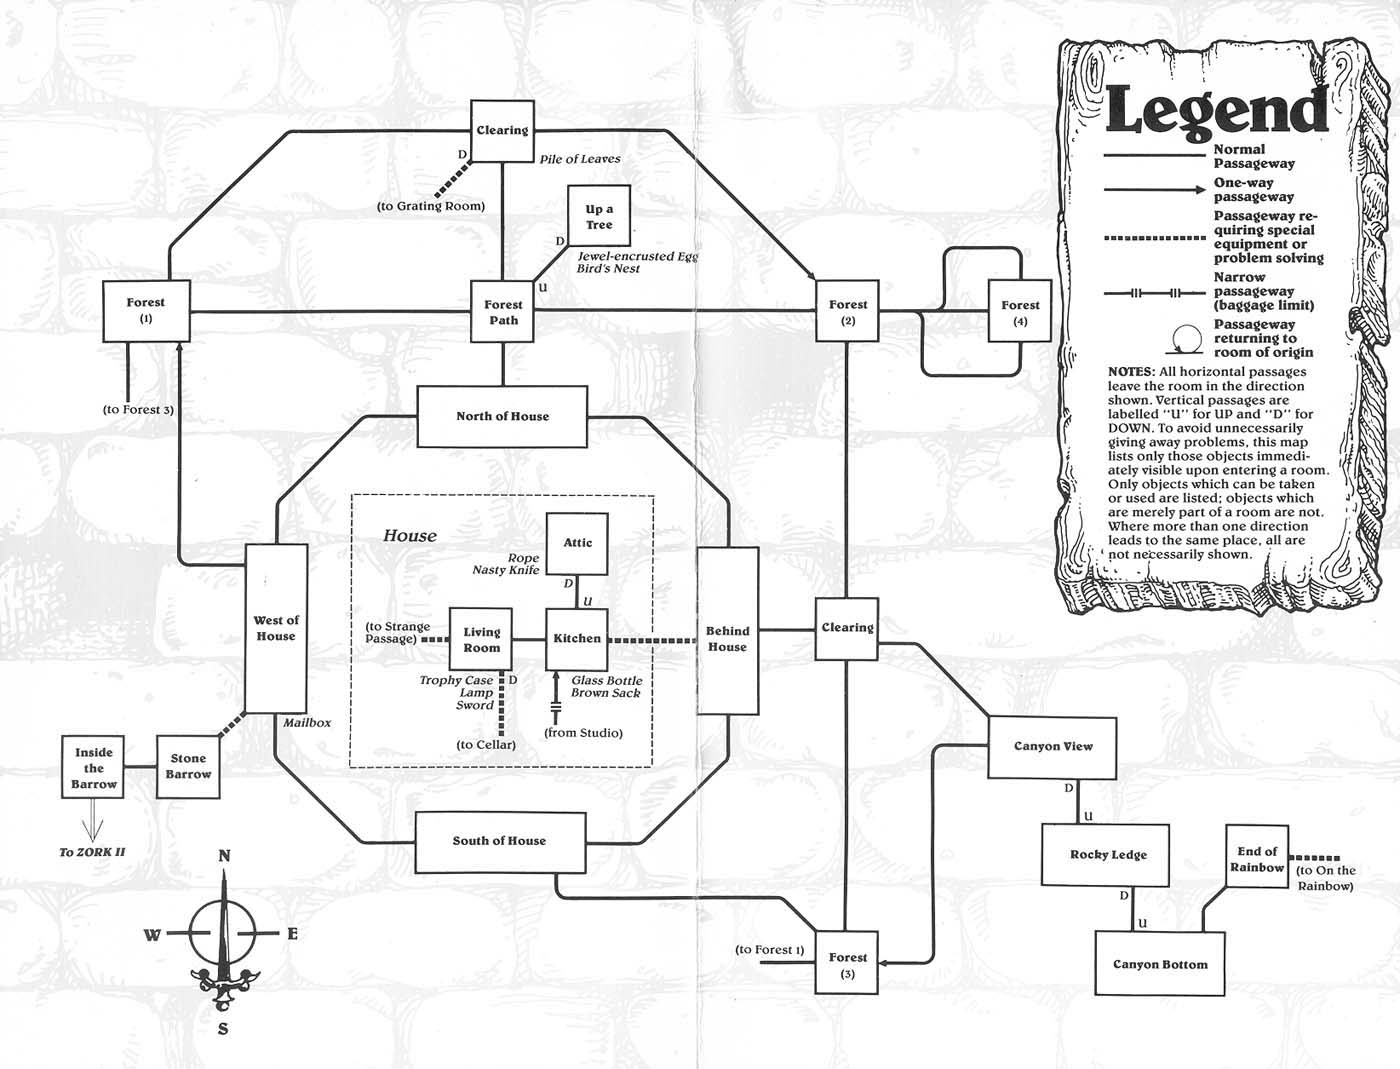 Legend
Normal
Passageway
One-way
passageway
Passageway re-
quiring special
equipment or
problem solving
Narrow
passageway
(baggage limit)
Passageway
returning to
room of origin
NOTES: All horizontal passages
leave the room in the direction
shown. Vertical passages are
labelled "U" for UP and "D" for
DOWN. To avoid unnecessarily
giving away problems, this map
lists only those objects immedi-
ately visible upon entering a room.
Only objects which can be taken
or used are listed; objects which
are merely part of a room are not.
Where more than one direction
leads to the same place, all are
not necessarily shown.
Clearing
D
Pile of Leaves
(to Grating Room)
Up a
Tree
D
Jewel-encrusted Egg
Bird's Nest
U
Forest
(1)
Forest
Path
Forest
(2)
Forest
(4)
(to Forest 3)
North of House
House
Attic
Rope
Nasty Knife
D
U
(to Strange
Passage)
Living
Room
Kitchen
Behind
House
Clearing
West of
House
Trophy Case
Lamp
Sword
D
Glass Bottle
Brown Sack
(to Cellar)
(from Studio)
Mailbox
Inside
the
Barrow
Stone
Barrow
To ZORK II
Canyon View
D
U
South of House
Rocky Ledge
D
U
End of
Rainbow
(to On the
Rainbow)
(to Forest 1)
Forest
(3)
Canyon Bottom
N
W
E
S